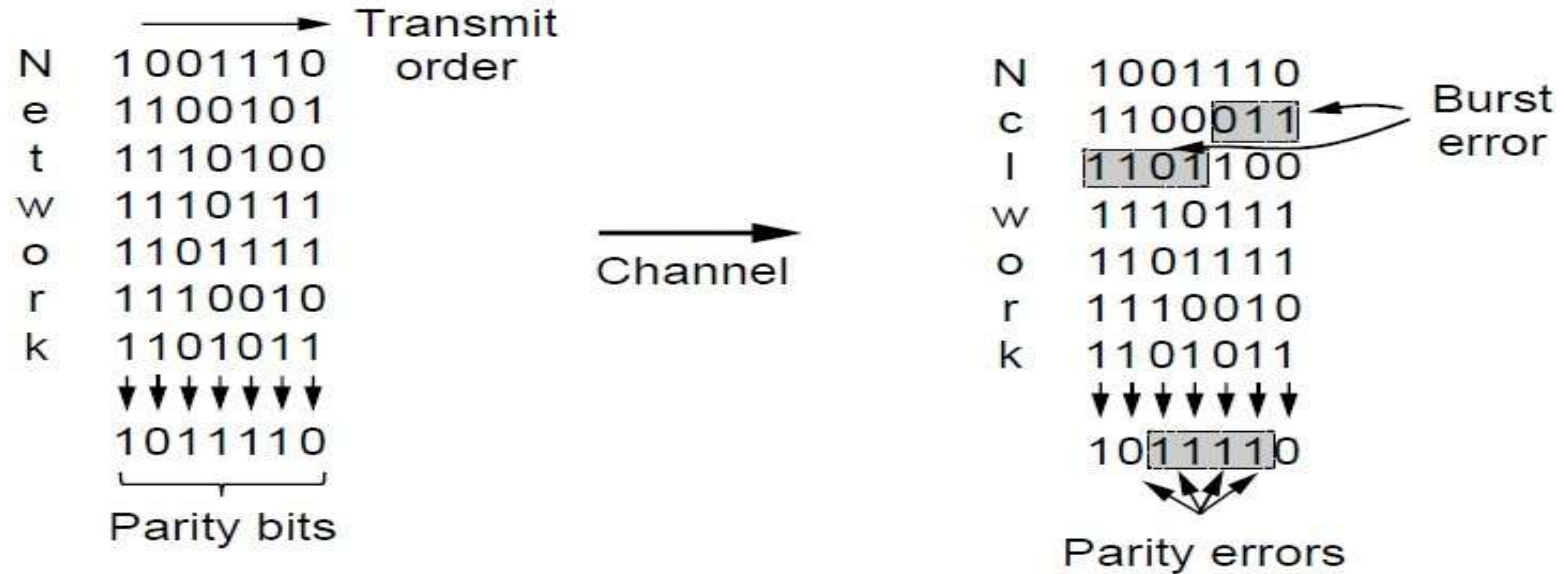 Transmit
order
N 1001110
e 1100101
t 1110100
w 1110111
o 1101111
r 1110010
k 1101011
1011110
Parity bits
Channel
N 1001110
c 1100011
l 1101100
w 1110111
o 1101111
r 1110010
k 1101011
1011110
Parity errors
Burst
error